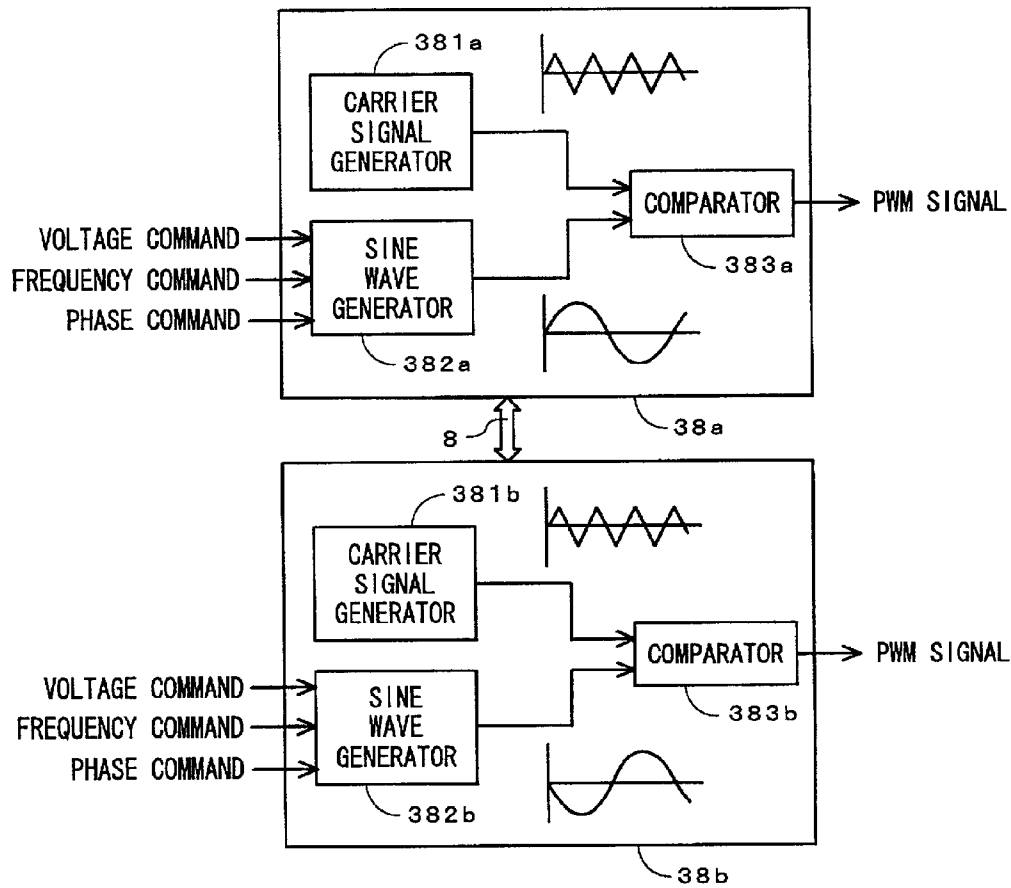 381a
CARRIER
SIGNAL
GENERATOR
COMPARATOR
PWM SIGNAL
383a
VOLTAGE COMMAND
FREQUENCY COMMAND
PHASE COMMAND
SINE
WAVE
GENERATOR
382a
38a
8
381b
CARRIER
SIGNAL
GENERATOR
COMPARATOR
PWM SIGNAL
383b
VOLTAGE COMMAND
FREQUENCY COMMAND
PHASE COMMAND
SINE
WAVE
GENERATOR
382b
38b